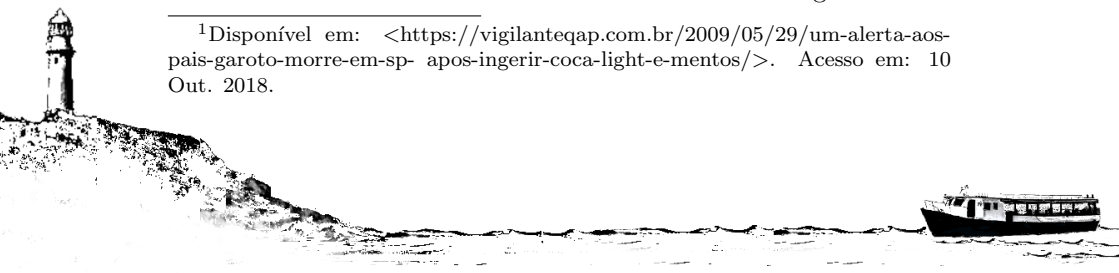 ¹Disponível em: <https://vigilanteqap.com.br/2009/05/29/um-alerta-aos-
pais-garoto-morre-em-sp- apos-ingerir-coca-light-e-mentos/>. Acesso em: 10
Out. 2018.